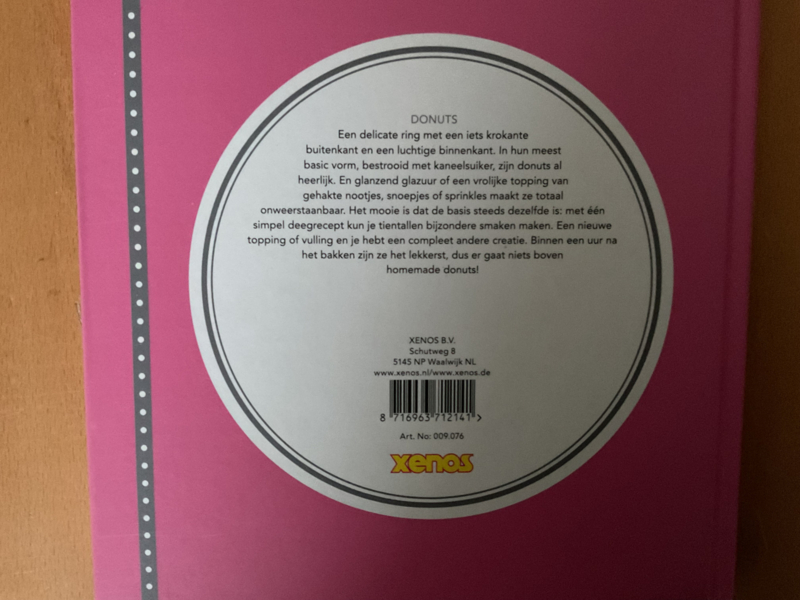 DONUTS
Een delicate ring met een iets krokante
buitenkant en een luchtige binnenkant. In hun meest
basic vorm, bestrooid met kaneelsuiker, zijn donuts al
heerlijk. En glanzend glazuur of een vrolijke topping van
gehakte nootjes, snoepjes of sprinkles maakt ze totaal
onweerstaanbaar. Het mooie is dat de basis steeds dezelfde is: met één
simpel deegrecept kun je tientallen bijzondere smaken maken. Een nieuwe
topping of vulling en je hebt een compleet andere creatie. Binnen een uur na
het bakken zijn ze het lekkerst, dus er gaat niets boven
homemade donuts!
XENOS B.V.
Schutweg 8
5145 NP Waalwijk NL
www.xenos.nl/www.xenos.de
8 716963 712141 >
Art. No: 009.076
xenos